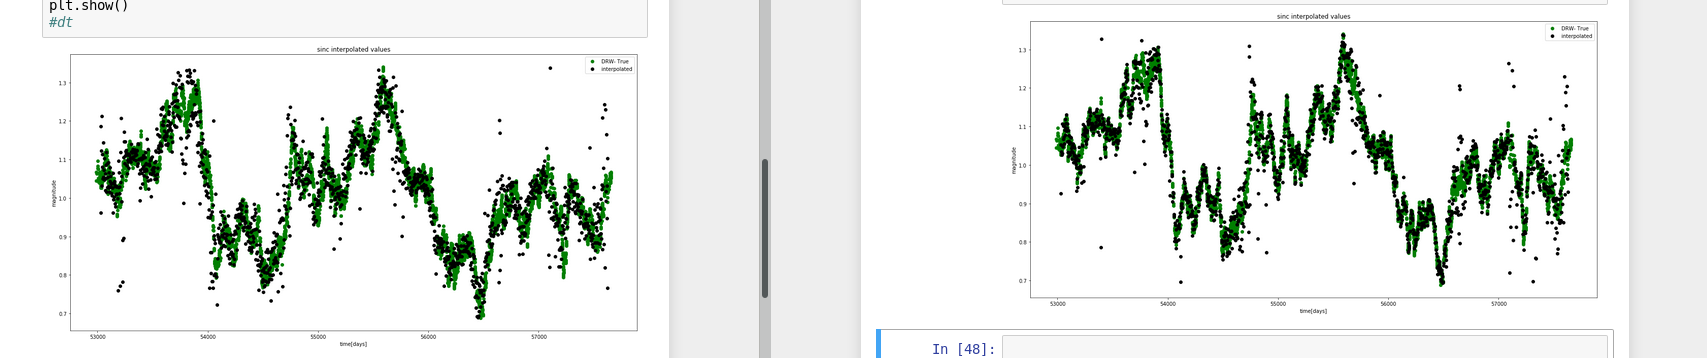 plt.show()
#dt
sinc interpolated values
DRW- True
interpolated
magnitude
1.3
1.2
1.1
1.0
0.9
0.8
0.7
53000 54000 55000 56000 57000
time[days]
sinc interpolated values
DRW- True
interpolated
magnitude
1.3
1.2
1.1
1.0
0.9
0.8
0.7
53000 54000 55000 56000 57000
time[days]
In [48]: